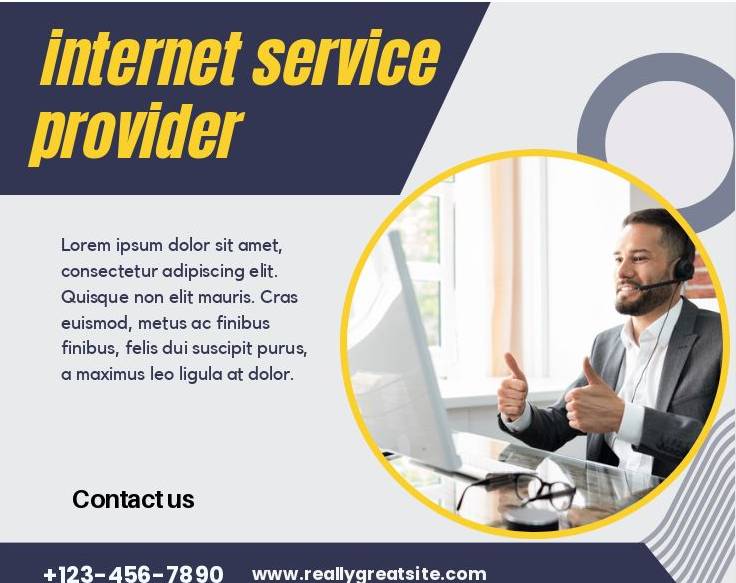 internet service
provider
Lorem ipsum dolor sit amet,
consectetur adipiscing elit.
Quisque non elit mauris. Cras
euismod, metus ac finibus
finibus, felis dui suscipit purus,
a maximus leo ligula at dolor.
Contact us
+123-456-7890 www.reallygreatsite.com